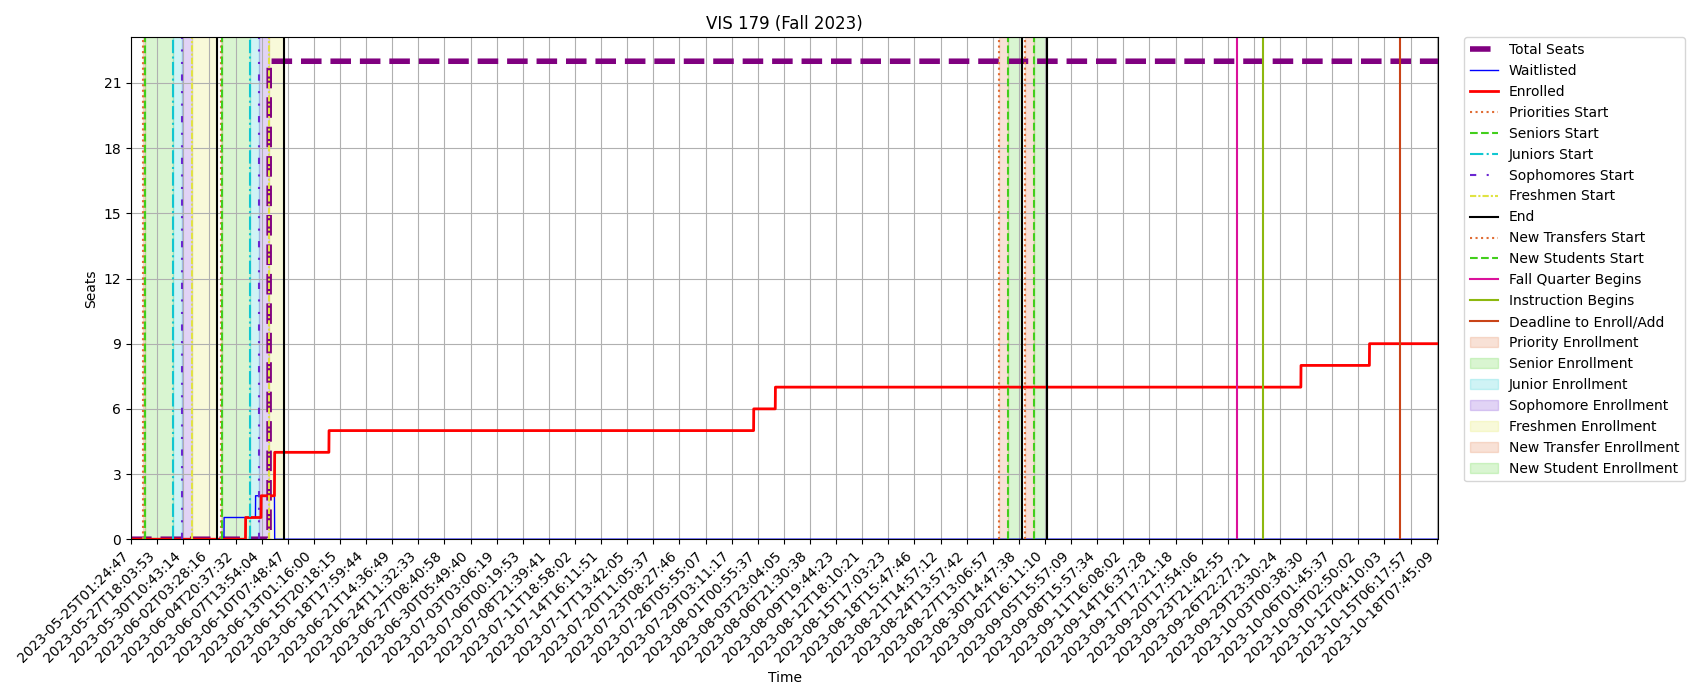 VIS 179 (Fall 2023)
Seats
21
18
15
12
9
6
3
0
2023-05-25T01:24:47
2023-05-27T18:03:53
2023-05-30T10:43:14
2023-06-02T03:28:16
2023-06-04T20:37:32
2023-06-07T13:54:04
2023-06-10T07:48:47
2023-06-13T01:16:00
2023-06-15T20:18:15
2023-06-18T17:59:44
2023-06-21T14:36:49
2023-06-24T11:32:33
2023-06-27T08:40:58
2023-06-30T05:49:40
2023-07-03T03:06:19
2023-07-06T00:19:53
2023-07-08T21:39:41
2023-07-11T18:58:02
2023-07-14T16:11:51
2023-07-17T13:42:05
2023-07-20T11:05:37
2023-07-23T08:27:46
2023-07-26T05:55:07
2023-07-29T03:11:17
2023-08-01T00:55:37
2023-08-03T23:04:05
2023-08-06T21:30:38
2023-08-09T19:44:23
2023-08-12T18:10:21
2023-08-15T17:03:23
2023-08-18T15:47:46
2023-08-21T14:57:12
2023-08-24T13:57:42
2023-08-27T13:06:57
2023-08-30T14:47:38
2023-09-02T16:11:10
2023-09-05T15:57:09
2023-09-08T15:57:34
2023-09-11T16:08:02
2023-09-14T16:37:28
2023-09-17T17:21:18
2023-09-20T17:54:06
2023-09-23T21:42:55
2023-09-26T22:27:21
2023-09-29T23:30:24
2023-10-03T00:38:30
2023-10-06T01:45:37
2023-10-09T02:50:02
2023-10-12T04:10:03
2023-10-15T06:17:57
2023-10-18T07:45:09
Time
Total Seats
Waitlisted
Enrolled
Priorities Start
Seniors Start
Juniors Start
Sophomores Start
Freshmen Start
End
New Transfers Start
New Students Start
Fall Quarter Begins
Instruction Begins
Deadline to Enroll/Add
Priority Enrollment
Senior Enrollment
Junior Enrollment
Sophomore Enrollment
Freshmen Enrollment
New Transfer Enrollment
New Student Enrollment